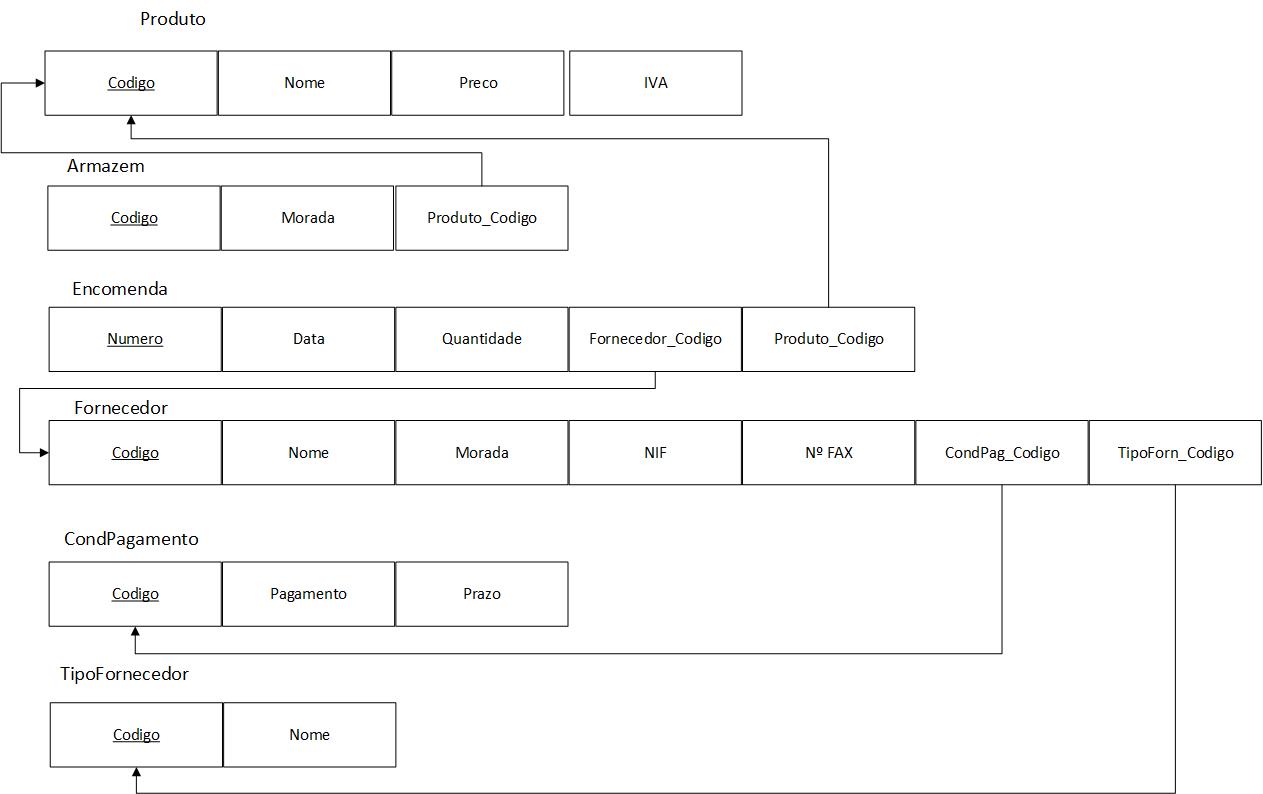 Produto
Codigo Nome Preco IVA
Armazem
Codigo Morada Produto_Codigo
Encomenda
Numero Data Quantidade Fornecedor_Codigo Produto_Codigo
Fornecedor
Codigo Nome Morada NIF Nº FAX CondPag_Codigo TipoForn_Codigo
CondPagamento
Codigo Pagamento Prazo
TipoFornecedor
Codigo Nome